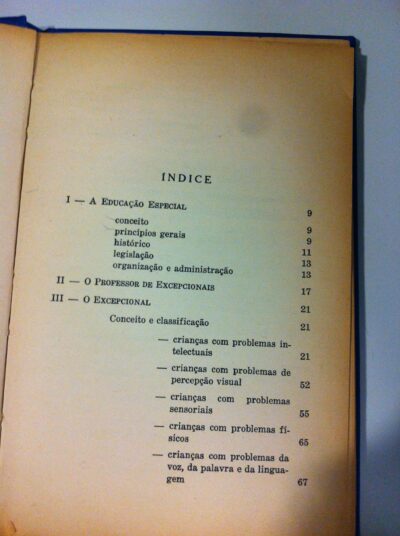 ÍNDICE
I — A EDUCAÇÃO ESPECIAL 9
conceito 9
princípios gerais 9
histórico 11
legislação 13
organização e administração 13
II — O PROFESSOR DE EXCEPCIONAIS 17
III — O EXCEPCIONAL 21
Conceito e classificação 21
— crianças com problemas in-
telectuais 21
— crianças com problemas de
percepção visual 52
— crianças com problemas
sensoriais 55
— crianças com problemas fí-
sicos 65
— crianças com problemas da
voz, da palavra e da lingua-
gem 67